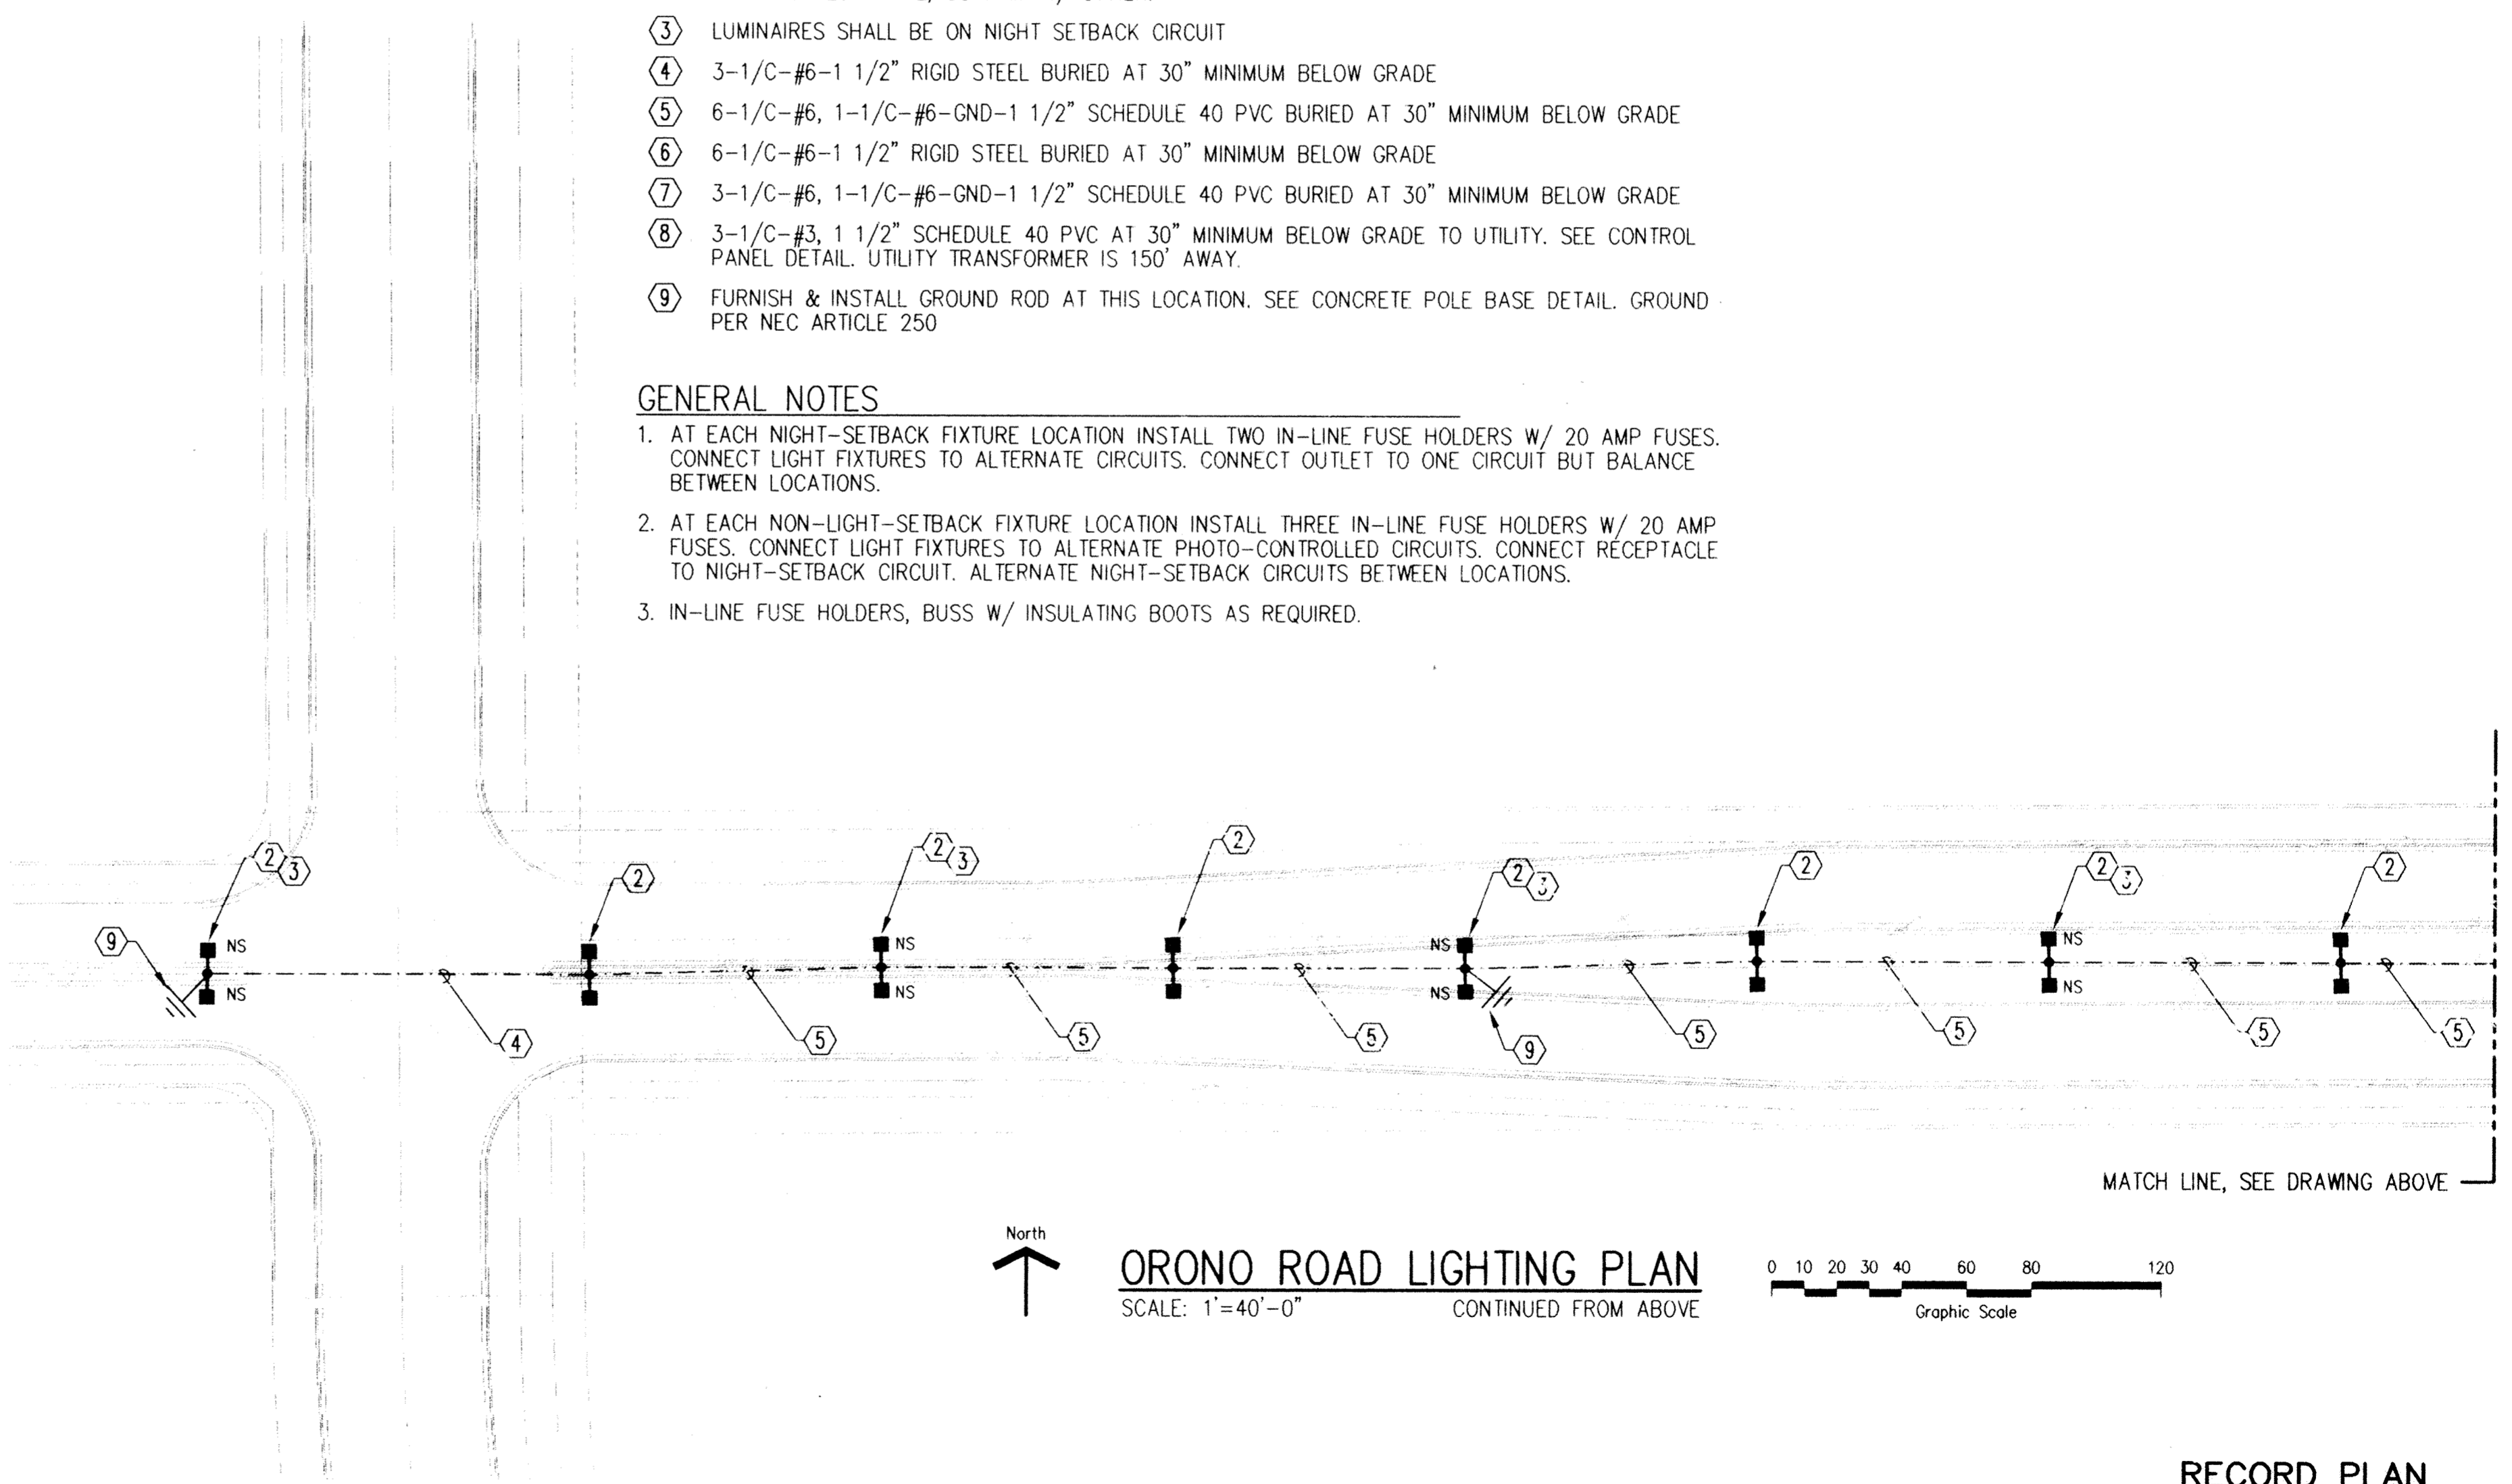 3 LUMINAIRES SHALL BE ON NIGHT SETBACK CIRCUIT
4 3-1/C-#6-1 1/2" RIGID STEEL BURIED AT 30" MINIMUM BELOW GRADE
5 6-1/C-#6, 1-1/C-#6-GND-1 1/2" SCHEDULE 40 PVC BURIED AT 30" MINIMUM BELOW GRADE
6 6-1/C-#6-1 1/2" RIGID STEEL BURIED AT 30" MINIMUM BELOW GRADE
7 3-1/C-#6, 1-1/C-#6-GND-1 1/2" SCHEDULE 40 PVC BURIED AT 30" MINIMUM BELOW GRADE
8 3-1/C-#3, 1 1/2" SCHEDULE 40 PVC AT 30" MINIMUM BELOW GRADE TO UTILITY. SEE CONTROL
PANEL DETAIL. UTILITY TRANSFORMER IS 150' AWAY.
9 FURNISH & INSTALL GROUND ROD AT THIS LOCATION. SEE CONCRETE POLE BASE DETAIL. GROUND
PER NEC ARTICLE 250
GENERAL NOTES
1. AT EACH NIGHT-SETBACK FIXTURE LOCATION INSTALL TWO IN-LINE FUSE HOLDERS W/ 20 AMP FUSES.
CONNECT LIGHT FIXTURES TO ALTERNATE CIRCUITS. CONNECT OUTLET TO ONE CIRCUIT BUT BALANCE
BETWEEN LOCATIONS.
2. AT EACH NON-LIGHT-SETBACK FIXTURE LOCATION INSTALL THREE IN-LINE FUSE HOLDERS W/ 20 AMP
FUSES. CONNECT LIGHT FIXTURES TO ALTERNATE PHOTO-CONTROLLED CIRCUITS. CONNECT RECEPTACLE
TO NIGHT-SETBACK CIRCUIT. ALTERNATE NIGHT-SETBACK CIRCUITS BETWEEN LOCATIONS.
3. IN-LINE FUSE HOLDERS, BUSS W/ INSULATING BOOTS AS REQUIRED.
2 3 2 2 3 2 2 3 2 2 3 2
9 NS NS NS NS
NS NS NS NS
4 5 5 5 9 5 5 5 5
MATCH LINE, SEE DRAWING ABOVE
North
ORONO ROAD LIGHTING PLAN
SCALE: 1'=40'-0" CONTINUED FROM ABOVE
0 10 20 30 40 60 80 120
Graphic Scale
RECORD PLAN